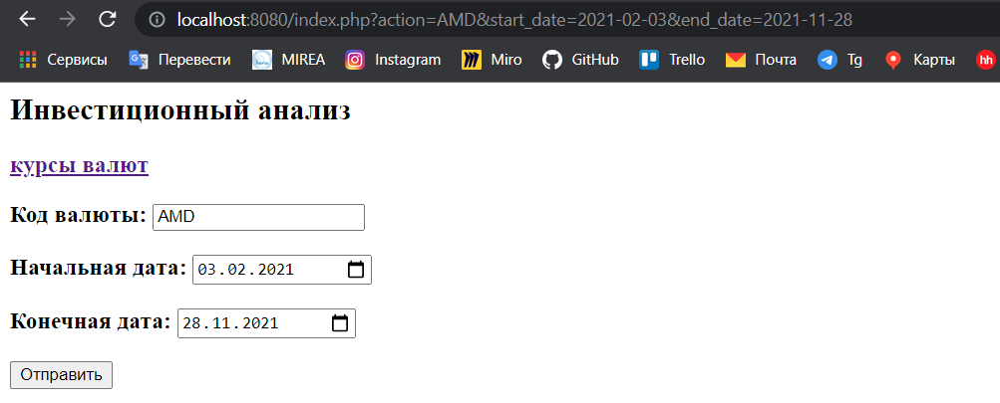 localhost:8080/index.php?action=AMD&start_date=2021-02-03&end_date=2021-11-28
Сервисы Перевести MIREA Instagram Miro GitHub Trello Почта Tg Карты hh
Инвестиционный анализ
курсы валют
Код валюты: AMD
Начальная дата: 03.02.2021
Конечная дата: 28.11.2021
Отправить